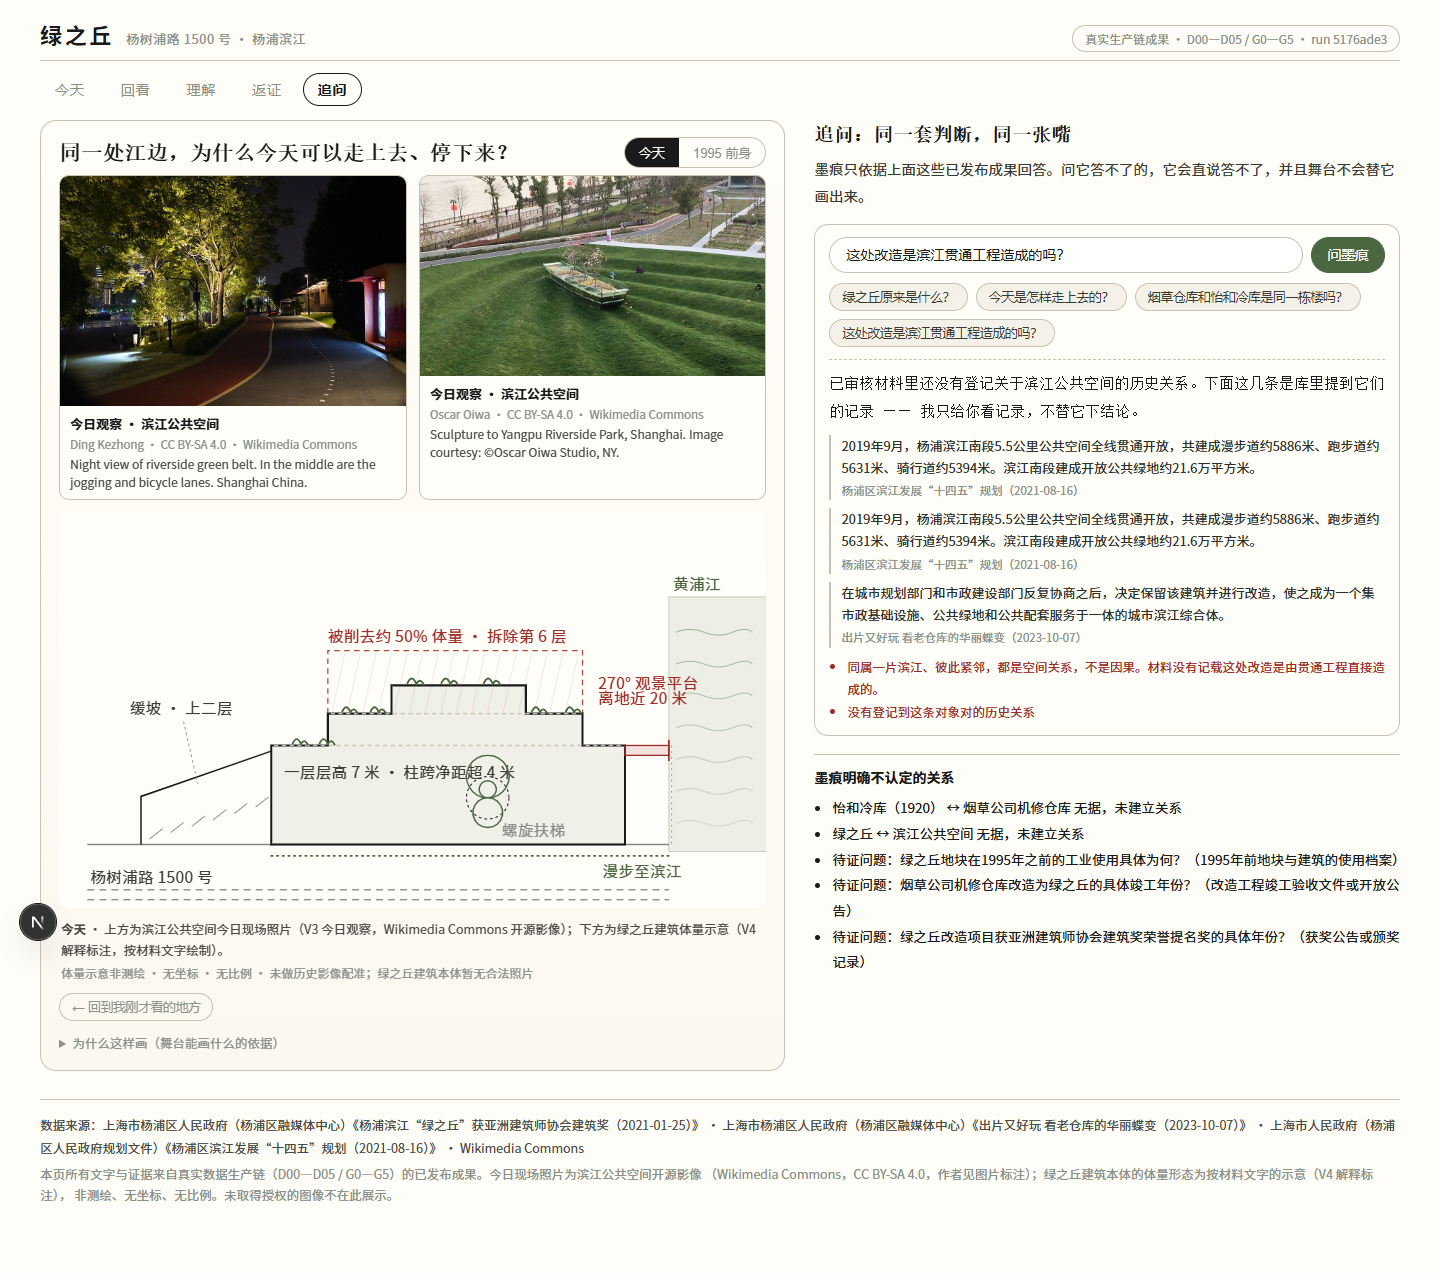 绿之丘 杨树浦路 1500 号 · 杨浦滨江
真实生产链成果 · D00—D05 / G0—G5 · run 5176ade3
今天 回看 理解 返证 追问
同一处江边，为什么今天可以走上去、停下来？
今天 1995 前身
今日观察 · 滨江公共空间
Ding Kezhong · CC BY-SA 4.0 · Wikimedia Commons
Night view of riverside green belt. In the middle are the
jogging and bicycle lanes. Shanghai China.
今日观察 · 滨江公共空间
Oscar Oiwa · CC BY-SA 4.0 · Wikimedia Commons
Sculpture to Yangpu Riverside Park, Shanghai. Image
courtesy: ©Oscar Oiwa Studio, NY.
黄浦江
被削去约 50% 体量 · 拆除第 6 层
270° 观景平台
离地近 20 米
缓坡 · 上二层
一层层高 7 米 · 柱跨净距超 4 米
螺旋扶梯
漫步至滨江
杨树浦路 1500 号
N
今天 · 上方为滨江公共空间今日现场照片（V3 今日观察，Wikimedia Commons 开源影像）；下方为绿之丘建筑体量示意（V4
解释标注，按材料文字绘制）。
体量示意非测绘 · 无坐标 · 无比例 · 未做历史影像配准；绿之丘建筑本体暂无合法照片
← 回到我刚才看的地方
▶ 为什么这样画（舞台能画什么的依据）
追问：同一套判断，同一张嘴
墨痕只依据上面这些已发布成果回答。问它答不了的，它会直说答不了，并且舞台不会替它
画出来。
这处改造是滨江贯通工程造成的吗？
问墨痕
绿之丘原来是什么？ 今天是怎样走上去的？ 烟草仓库和怡和冷库是同一栋楼吗？
这处改造是滨江贯通工程造成的吗？
已审核材料里还没有登记关于滨江公共空间的历史关系。下面这几条是库里提到它们
的记录 —— 我只给你看记录，不替它下结论。
2019年9月，杨浦滨江南段5.5公里公共空间全线贯通开放，共建成漫步道约5886米、跑步道约
5631米、骑行道约5394米。滨江南段建成开放公共绿地约21.6万平方米。
杨浦区滨江发展“十四五”规划（2021-08-16）
2019年9月，杨浦滨江南段5.5公里公共空间全线贯通开放，共建成漫步道约5886米、跑步道约
5631米、骑行道约5394米。滨江南段建成开放公共绿地约21.6万平方米。
杨浦区滨江发展“十四五”规划（2021-08-16）
在城市规划部门和市政建设部门反复协商之后，决定保留该建筑并进行改造，使之成为一个集
市政基础设施、公共绿地和公共配套服务于一体的城市滨江综合体。
出片又好玩 看老仓库的华丽蝶变（2023-10-07）
• 同属一片滨江、彼此紧邻，都是空间关系，不是因果。材料没有记载这处改造是由贯通工程直接造
成的。
• 没有登记到这条对象对的历史关系
墨痕明确不认定的关系
• 怡和冷库（1920） ↔ 烟草公司机修仓库 无据，未建立关系
• 绿之丘 ↔ 滨江公共空间 无据，未建立关系
• 待证问题：绿之丘地块在1995年之前的工业使用具体为何？（1995年前地块与建筑的使用档案）
• 待证问题：烟草公司机修仓库改造为绿之丘的具体竣工年份？（改造工程竣工验收文件或开放公
告）
• 待证问题：绿之丘改造项目获亚洲建筑师协会建筑奖荣誉提名奖的具体年份？（获奖公告或颁奖
记录）
数据来源：上海市杨浦区人民政府（杨浦区融媒体中心）《杨浦滨江“绿之丘”获亚洲建筑师协会建筑奖（2021-01-25）》 · 上海市杨浦区人民政府（杨浦区融媒体中心）《出片又好玩 看老仓库的华丽蝶变（2023-10-07）》 · 上海市人民政府（杨浦
区人民政府规划文件）《杨浦区滨江发展“十四五”规划（2021-08-16）》 · Wikimedia Commons
本页所有文字与证据来自真实数据生产链（D00—D05 / G0—G5）的已发布成果。今日现场照片为滨江公共空间开源影像 （Wikimedia Commons，CC BY-SA 4.0，作者见图片标注）；绿之丘建筑本体的体量形态为按材料文字的示意（V4 解释标
注），非测绘、无坐标、无比例。未取得授权的图像不在此展示。